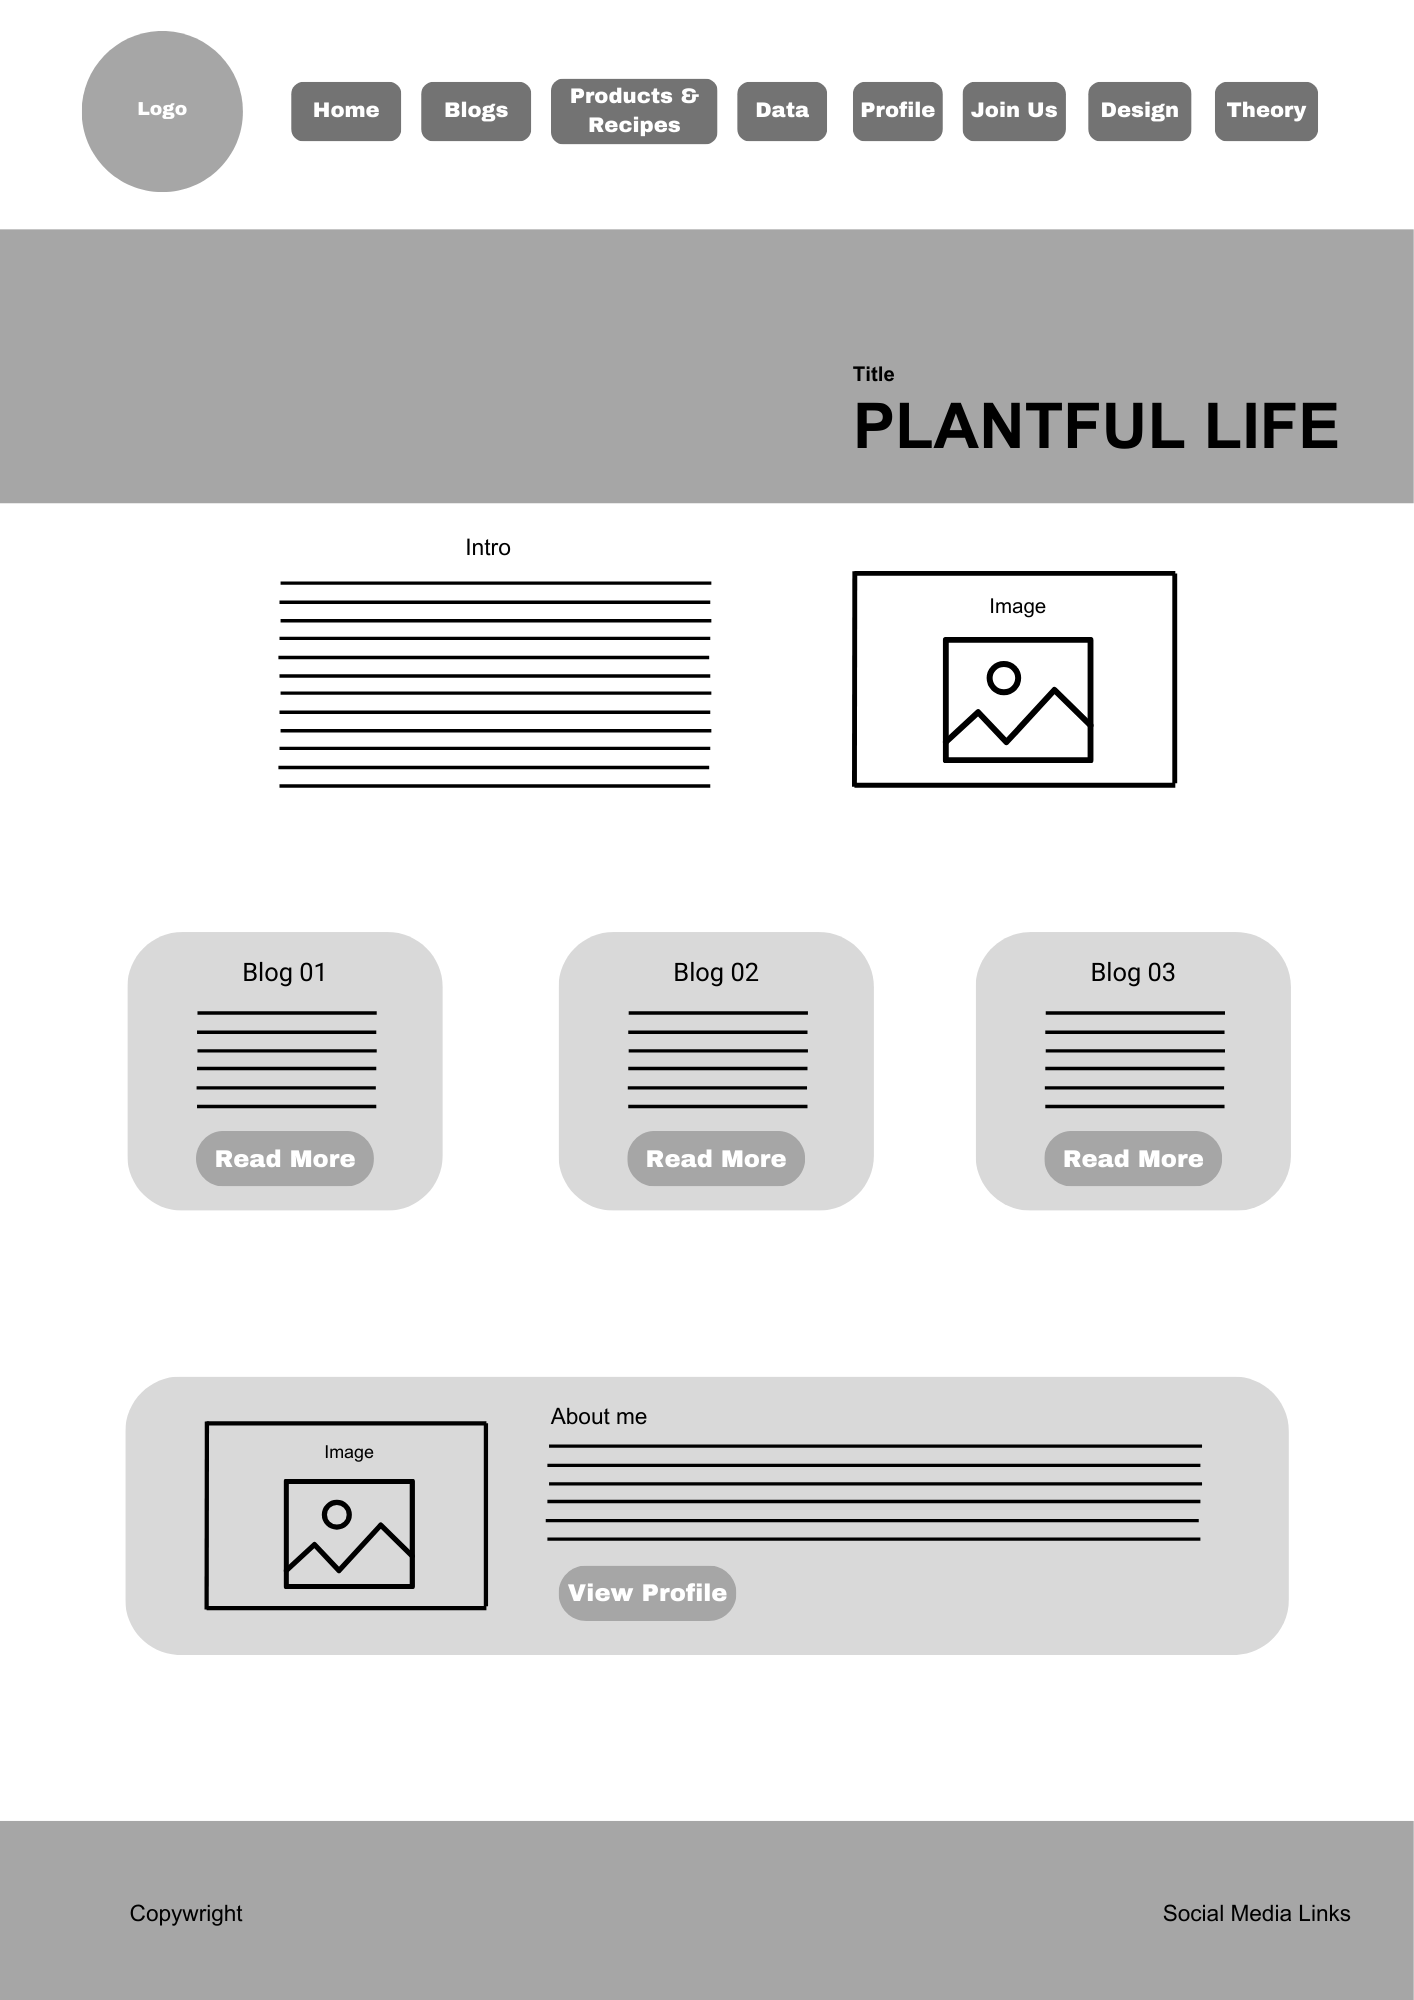 Logo
Home
Blogs
Products &
Recipes
Data
Profile
Join Us
Design
Theory
Title
PLANTFUL LIFE
Intro
Image
Blog 01
Read More
Blog 02
Read More
Blog 03
Read More
Image
About me
View Profile
Copywright
Social Media Links